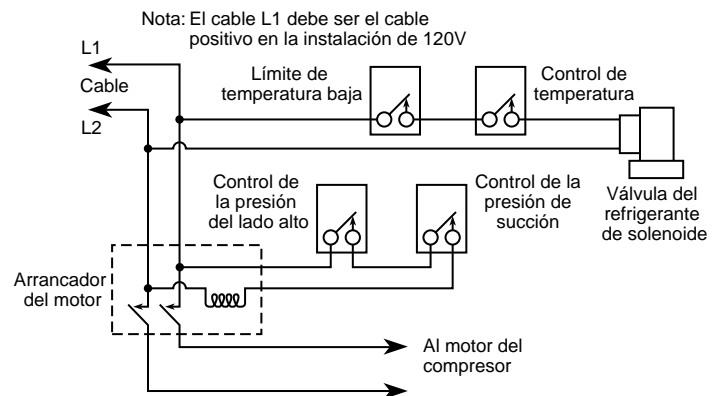 Nota: El cable L1 debe ser el cable
positivo en la instalación de 120V
L1
Cable
L2
Límite de
temperatura baja
Control de
temperatura
Control de
la presión
del lado alto
Control de la
presión de
succión
Válvula del
refrigerante
de solenoide
Arrancador
del motor
Al motor del
compresor